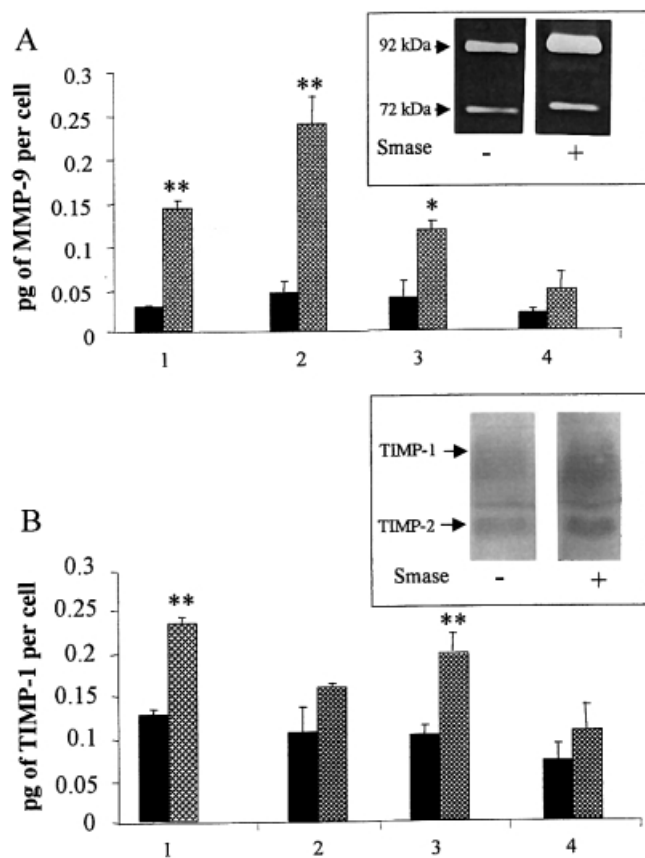 A
92 kDa
72 kDa
Smase - +
pg of MMP-9 per cell
0.3
0.25
0.2
0.15
0.1
0.05
0
**
**
*
1 2 3 4
TIMP-1
TIMP-2
Smase - +
B
pg of TIMP-1 per cell
0.3
0.25
0.2
0.15
0.1
0.05
0
**
**
1 2 3 4